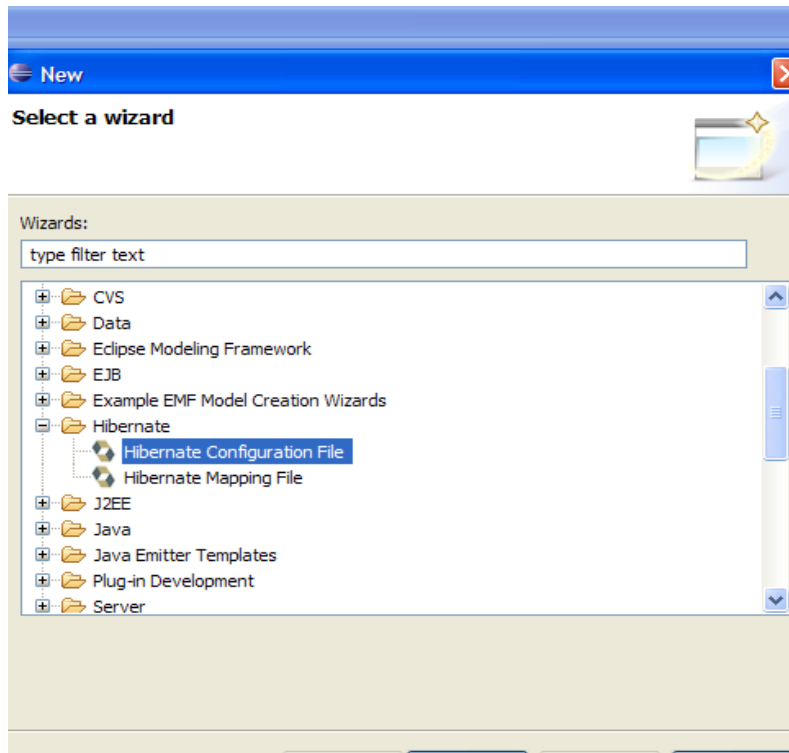 New
Select a wizard
Wizards:
type filter text
CVS
Data
Eclipse Modeling Framework
EJB
Example EMF Model Creation Wizards
Hibernate
Hibernate Configuration File
Hibernate Mapping File
J2EE
Java
Java Emitter Templates
Plug-in Development
Server